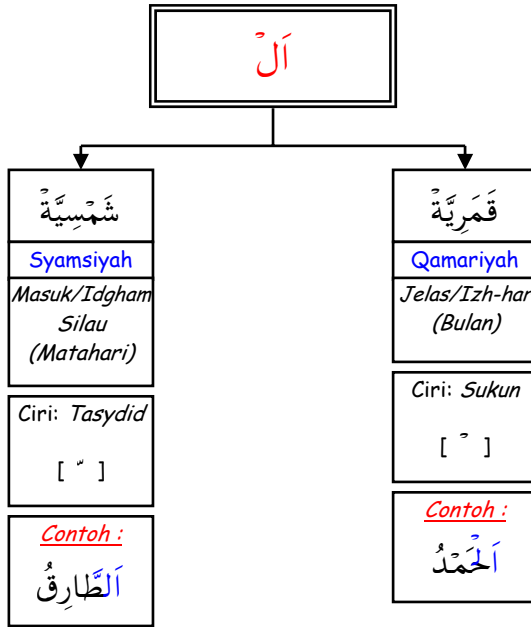 اَلْ
شَمْسِيَّةْ
Syamsiyah
Masuk/Idgham
Silau
(Matahari)
Ciri: Tasydid
[ ّ ]
Contoh :
اَلطَّارِقُ
قَمَرِيَّةْ
Qamariyah
Jelas/Izh-har
(Bulan)
Ciri: Sukun
[ ْ ]
Contoh :
اَلْحَمْدُ